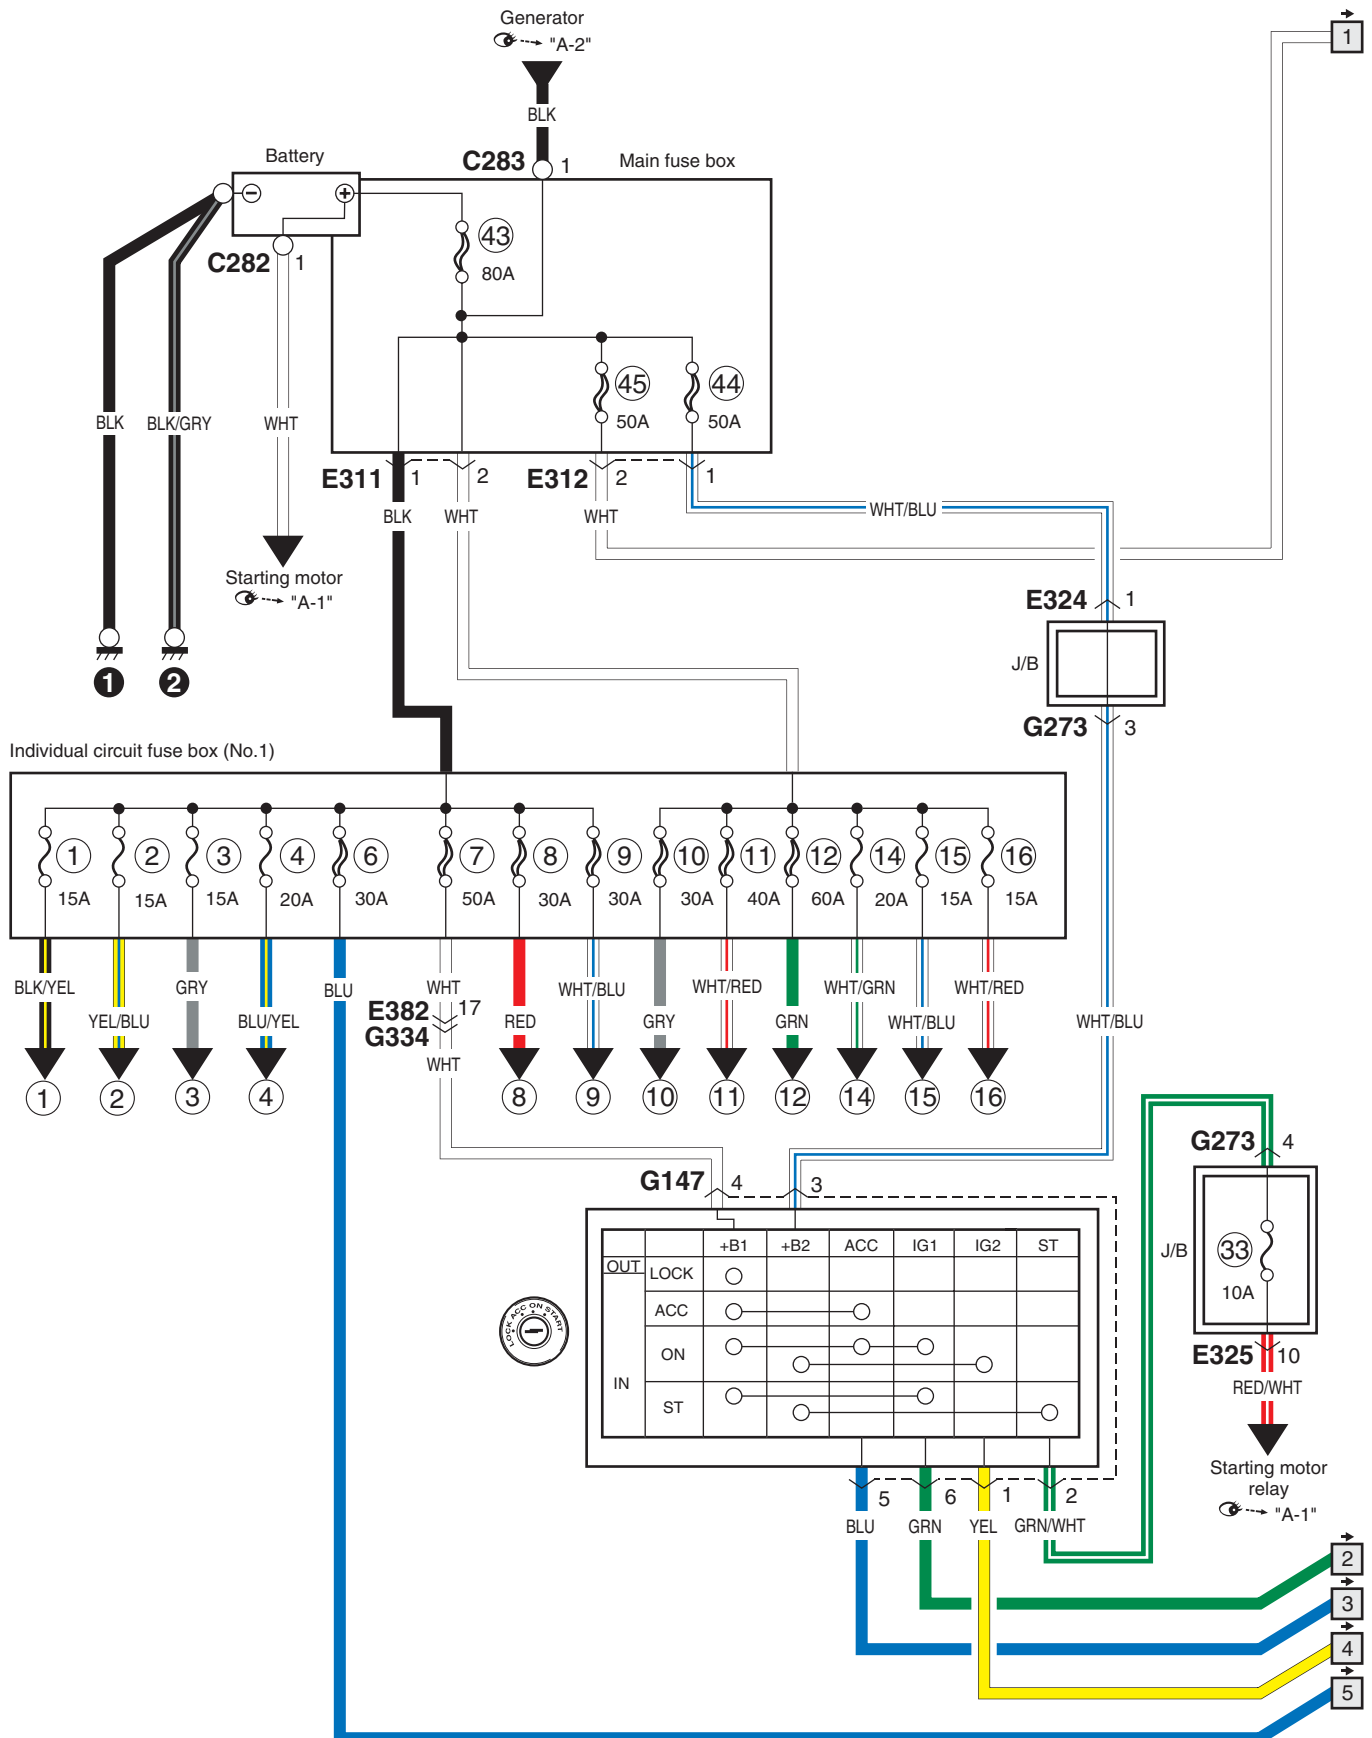 Generator
"A-2"
1
BLK
Battery
C283 1
Main fuse box
− +
C282 1
43
80A
45
44
50A
50A
BLK
BLK/GRY
WHT
E311 1 2
E312 2 1
BLK
WHT
WHT
WHT/BLU
Starting motor
"A-1"
E324 1
J/B
G273 3
1
2
Individual circuit fuse box (No.1)
1 2 3 4 6 7 8 9 10 11 12 14 15 16
15A 15A 15A 20A 30A 50A 30A 30A 30A 40A 60A 20A 15A 15A
BLK/YEL
YEL/BLU
GRY
BLU/YEL
BLU
WHT
E382 17
G334
WHT
RED
WHT/BLU
GRY
WHT/RED
GRN
WHT/GRN
WHT/BLU
WHT/RED
WHT/BLU
1 2 3 4 8 9 10 11 12 14 15 16
G147 4 3
G273 4
+B1 +B2 ACC IG1 IG2 ST
OUT
LOCK
ACC
ON
IN
ST
LOCK ACC ON START
J/B
33
10A
E325 10
RED/WHT
Starting motor
relay
"A-1"
5 6 1 2
BLU GRN YEL GRN/WHT
2
3
4
5